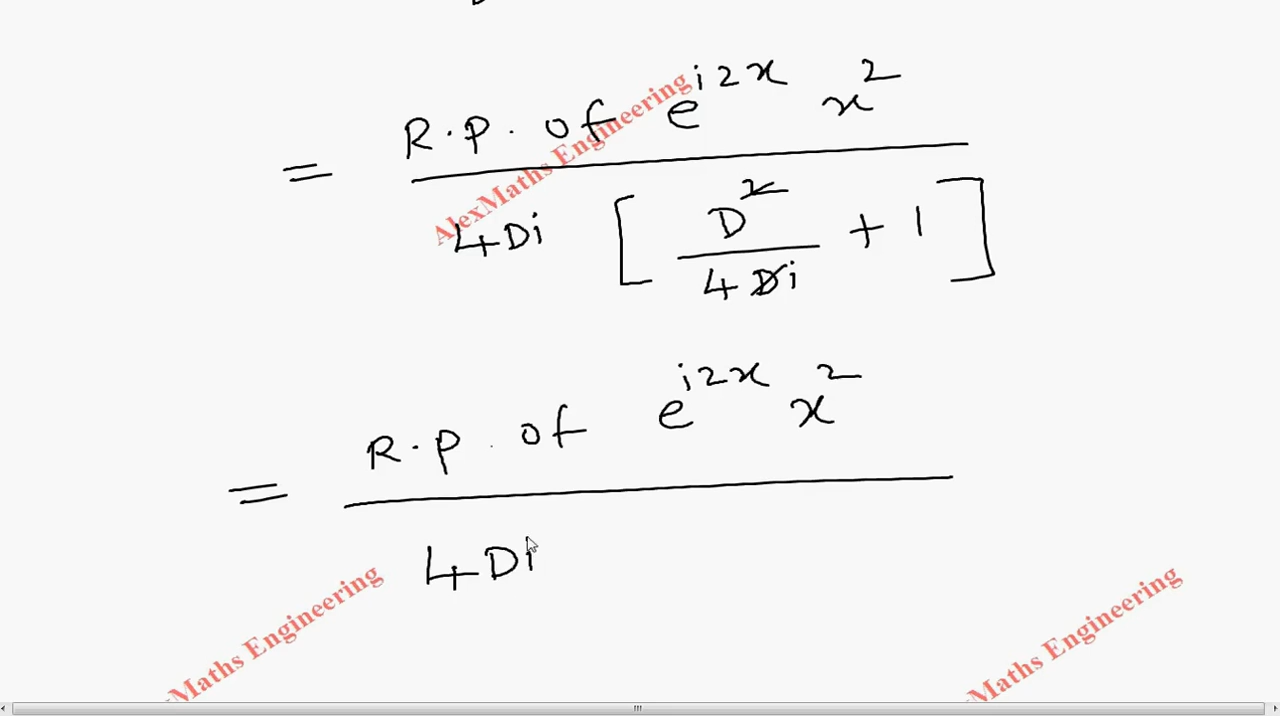 = R.P. of e^{i2x} x^2
4Di [ D^2 / 4Di + 1 ]
= R.P. of e^{i2x} x^2
4Di
AlexMaths Engineering
Maths Engineering
Maths Engineering